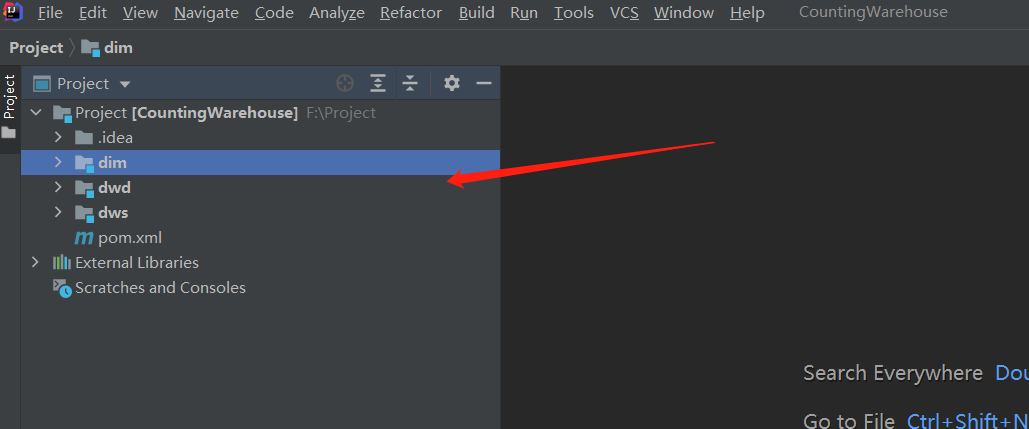 File Edit View Navigate Code Analyze Refactor Build Run Tools VCS Window Help CountingWarehouse
Project dim
Project
Project
Project [CountingWarehouse] F:\Project
.idea
dim
dwd
dws
pom.xml
External Libraries
Scratches and Consoles
Search Everywhere Dou
Go to File Ctrl+Shift+N